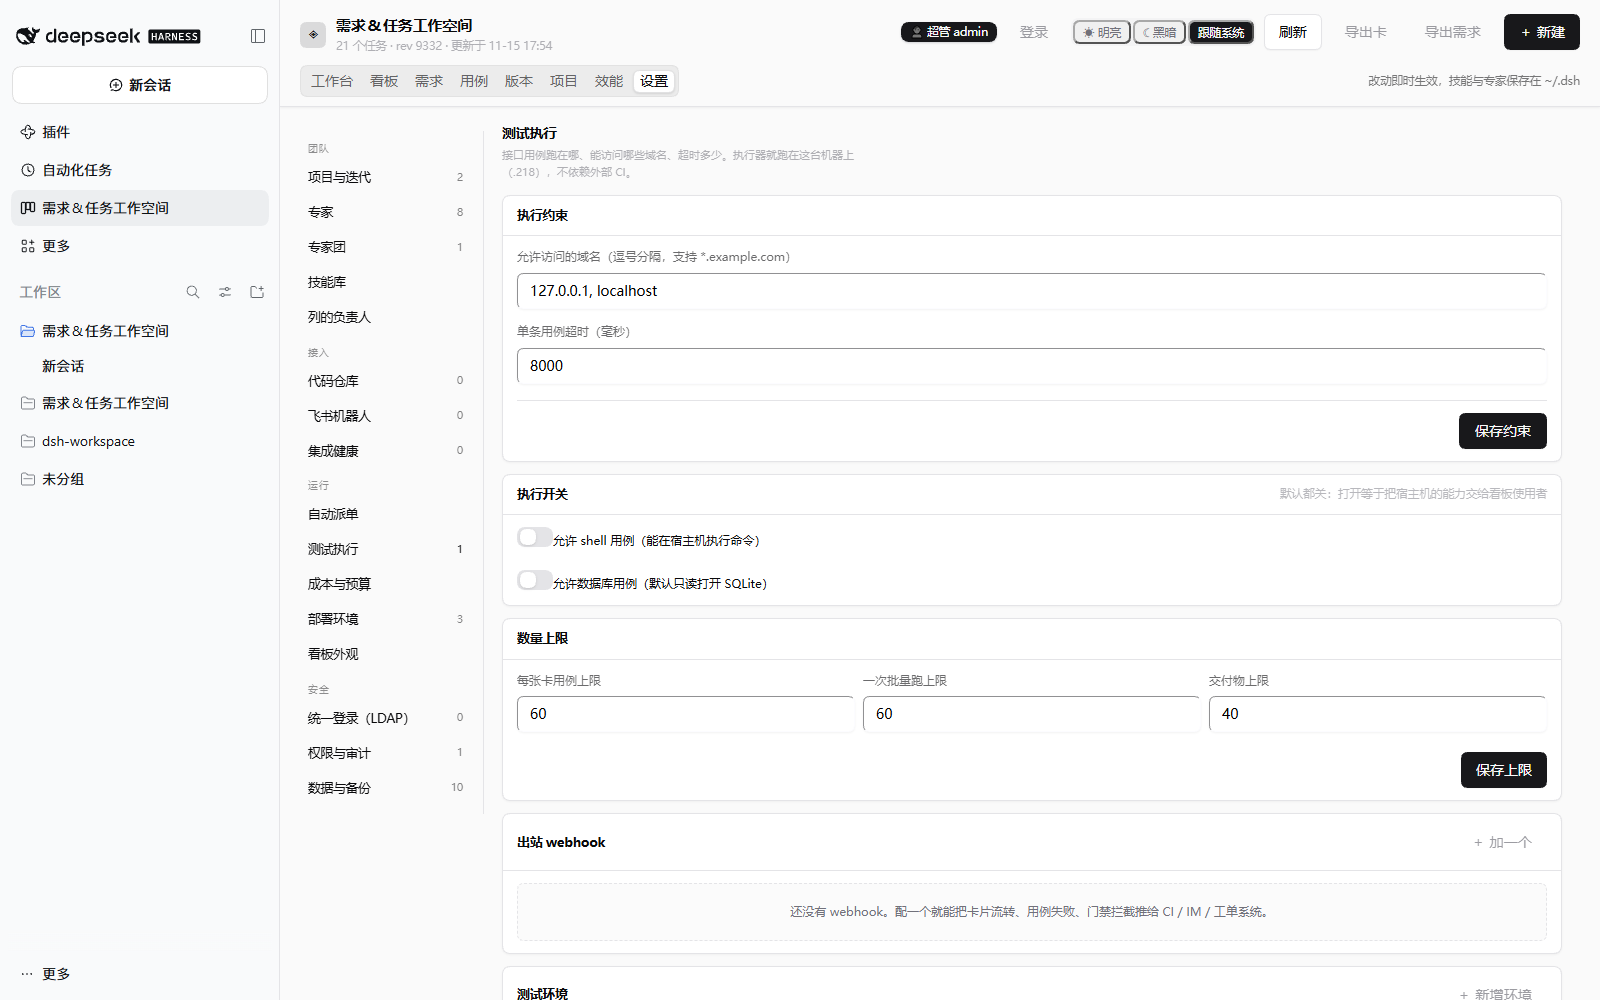 deepseek HARNESS
新会话
插件
自动化任务
需求＆任务工作空间
更多
工作区
需求＆任务工作空间
新会话
需求＆任务工作空间
dsh-workspace
未分组
··· 更多
需求＆任务工作空间
21 个任务 · rev 9332 · 更新于 11-15 17:54
超管 admin
登录
明亮
黑暗
跟随系统
刷新
导出卡
导出需求
+ 新建
工作台 看板 需求 用例 版本 项目 效能 设置
改动即时生效，技能与专家保存在 ~/.dsh
团队
项目与迭代 2
专家 8
专家团 1
技能库
列的负责人
接入
代码仓库 0
飞书机器人 0
集成健康 0
运行
自动派单
测试执行 1
成本与预算
部署环境 3
看板外观
安全
统一登录（LDAP） 0
权限与审计 1
数据与备份 10
测试执行
接口用例跑在哪、能访问哪些域名、超时多少。执行器就跑在这台机器上
（.218），不依赖外部 CI。
执行约束
允许访问的域名（逗号分隔，支持 *.example.com）
127.0.0.1, localhost
单条用例超时（毫秒）
8000
保存约束
执行开关
默认都关：打开等于把宿主机的能力交给看板使用者
允许 shell 用例（能在宿主机执行命令）
允许数据库用例（默认只读打开 SQLite）
数量上限
每张卡用例上限 一次批量跑上限 交付物上限
60 60 40
保存上限
出站 webhook
+ 加一个
还没有 webhook。配一个就能把卡片流转、用例失败、门禁拦截推给 CI / IM / 工单系统。
测试环境
+ 新增环境